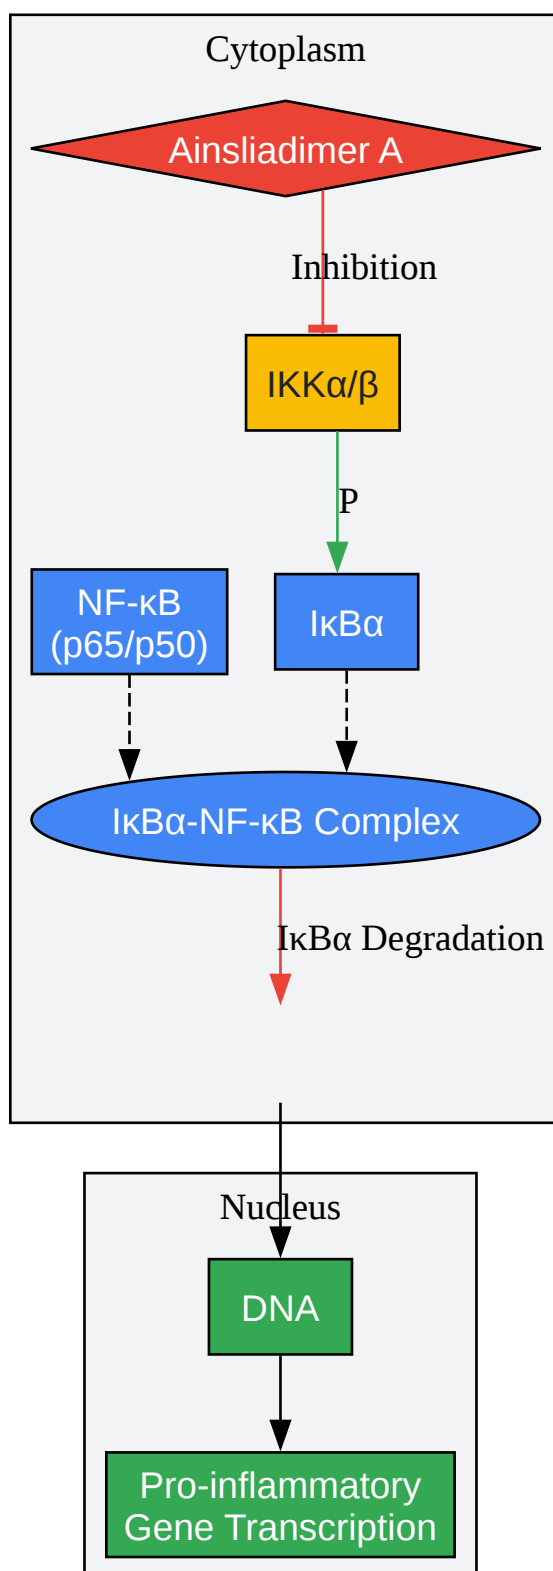 Cytoplasm
Ainsliadimer A
Inhibition
IKKα/β
P
NF-κB
(p65/p50)
IκBα
IκBα-NF-κB Complex
IκBα Degradation
Nucleus
DNA
Pro-inflammatory
Gene Transcription